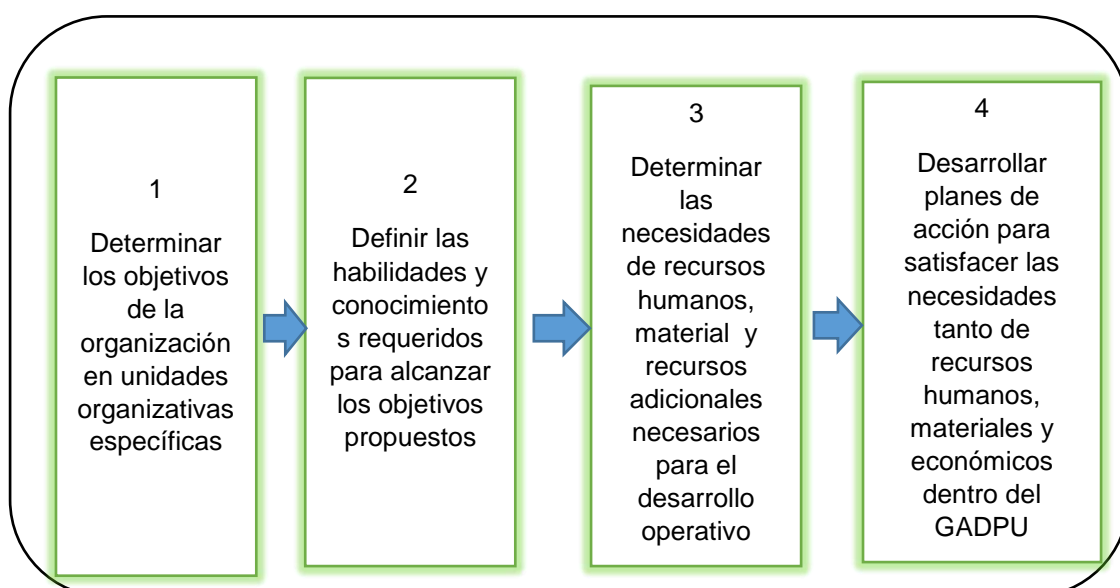 1
Determinar
los objetivos
de la
organización
en unidades
organizativas
específicas
2
Definir las
habilidades y
conocimiento
s requeridos
para alcanzar
los objetivos
propuestos
3
Determinar
las
necesidades
de recursos
humanos,
material y
recursos
adicionales
necesarios
para el
desarrollo
operativo
4
Desarrollar
planes de
acción para
satisfacer las
necesidades
tanto de
recursos
humanos,
materiales y
económicos
dentro del
GADPU